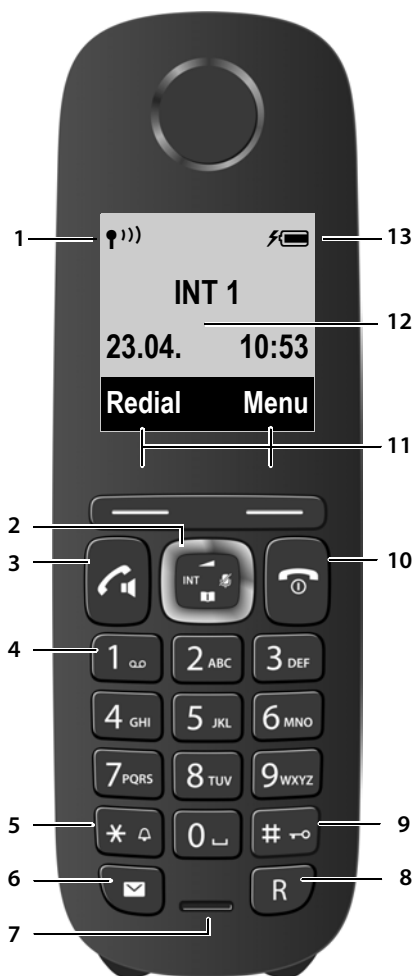 1 13
INT 1
12
23.04. 10:53
Redial Menu
11
2
INT
3 10
4
1 2 ABC 3 DEF
4 GHI 5 JKL 6 MNO
7 PQRS 8 TUV 9 WXYZ
5 9
* 0 #
6 8
R
7